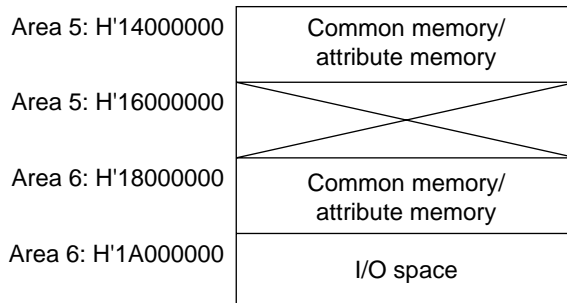 Area 5: H'14000000
Common memory/
attribute memory
Area 5: H'16000000
Area 6: H'18000000
Common memory/
attribute memory
Area 6: H'1A000000
I/O space